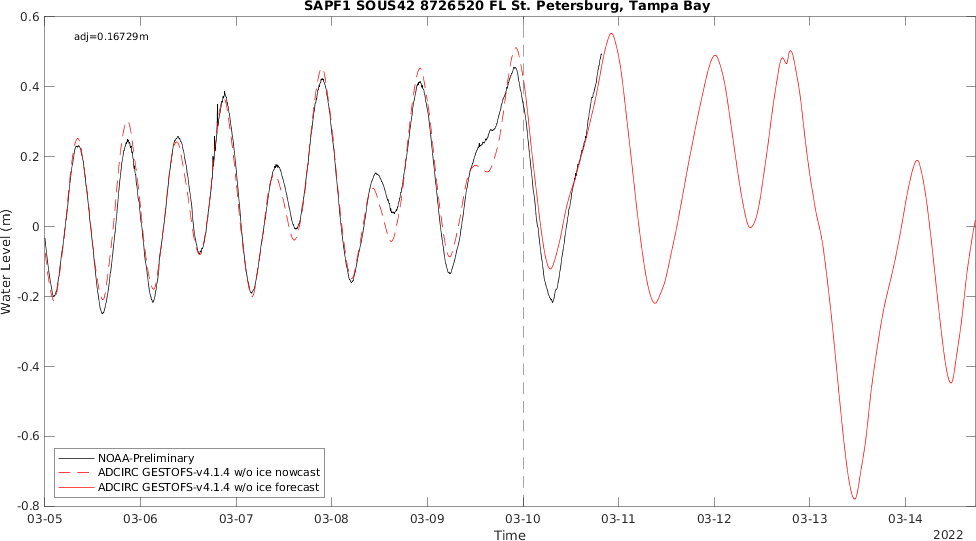 SAPF1 SOUS42 8726520 FL St. Petersburg, Tampa Bay
adj=0.16729m
0.6
0.4
0.2
0
-0.2
-0.4
-0.6
-0.8
Water Level (m)
NOAA-Preliminary
ADCIRC GESTOFS-v4.1.4 w/o ice nowcast
ADCIRC GESTOFS-v4.1.4 w/o ice forecast
03-05 03-06 03-07 03-08 03-09 03-10 03-11 03-12 03-13 03-14
Time
2022